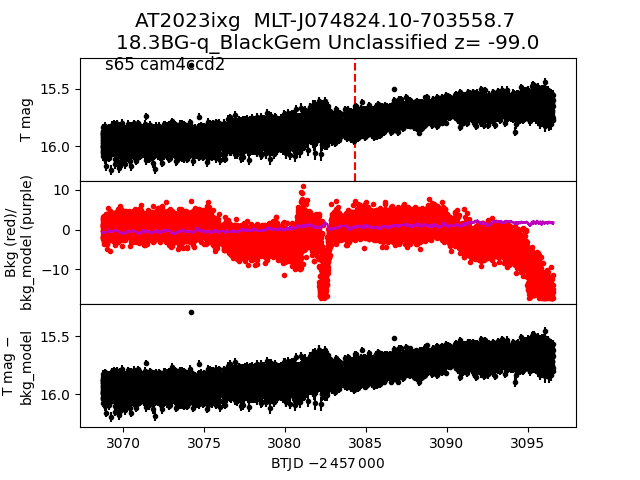 AT2023ixg  MLT-J074824.10-703558.7
18.3BG-q_BlackGem Unclassified z= -99.0
s65 cam4ccd2
T mag
15.5
16.0
Bkg (red)/
bkg_model (purple)
10
0
−10
T mag −
bkg_model
15.5
16.0
3070 3075 3080 3085 3090 3095
BTJD −2 457 000